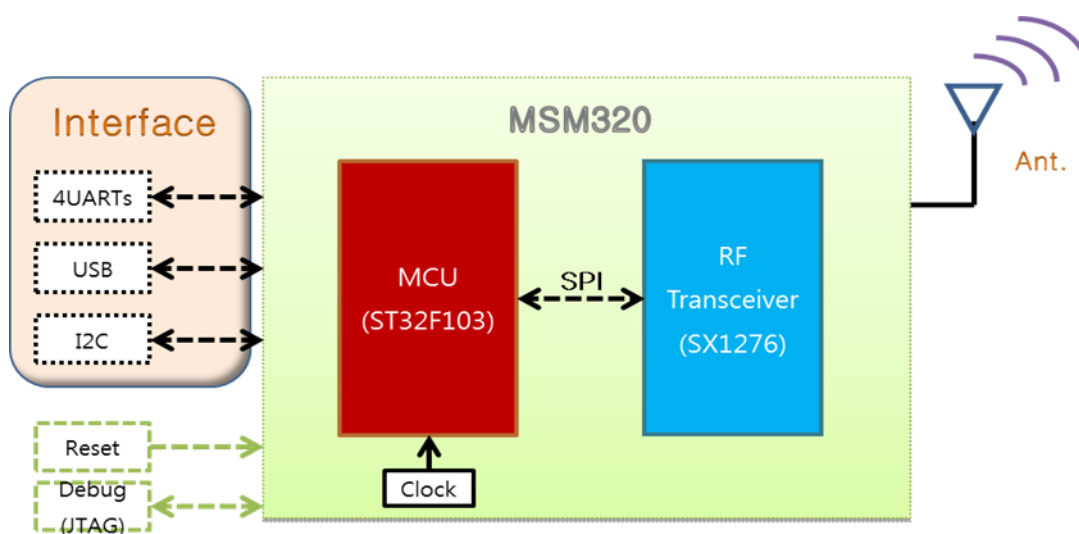 Interface
4UARTs
USB
I2C
Reset
Debug
(JTAG)
MSM320
MCU
(ST32F103)
SPI
RF
Transceiver
(SX1276)
Clock
Ant.